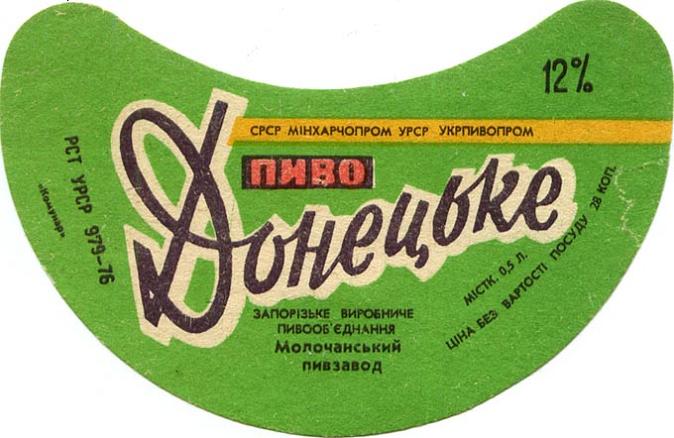 12%
СРСР МІНХАРЧОПРОМ УРСР УКРПИВОПРОМ
ПИВО
Донецьке
РСТ УРСР 979-76
«Комунар»
ЗАПОРІЗЬКЕ ВИРОБНИЧЕ
ПИВООБ'ЄДНАННЯ
Молочанський
пивзавод
МІСТК. 0,5 Л.
ЦІНА БЕЗ ВАРТОСТІ ПОСУДУ 28 КОП.